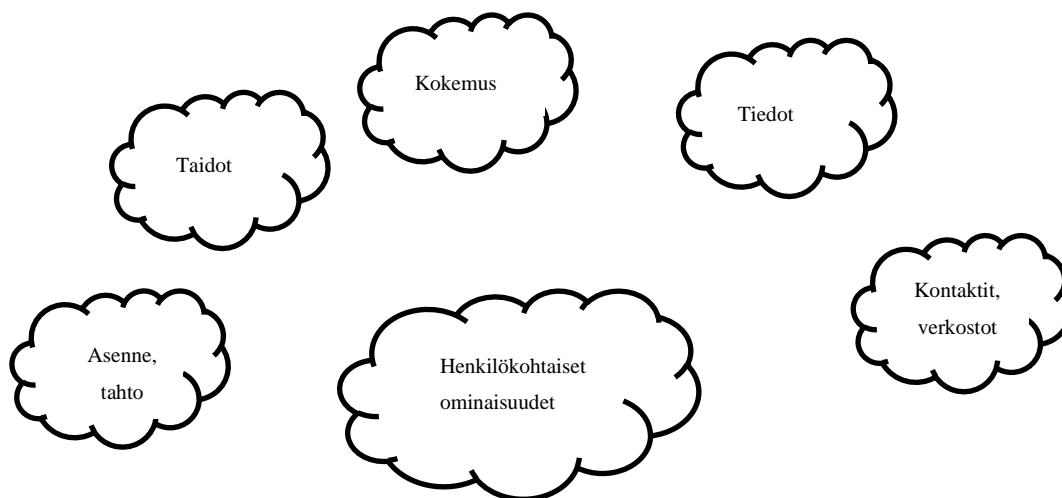 Kokemus
Tiedot
Taidot
Kontaktit,
verkostot
Asenne,
tahto
Henkilökohtaiset
ominaisuudet